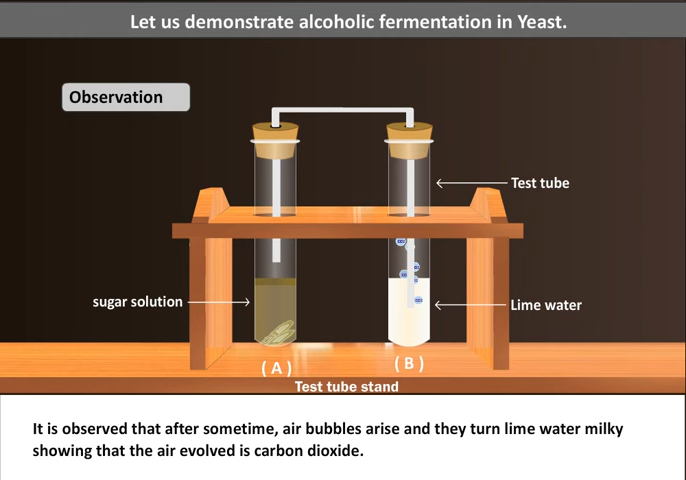 Let us demonstrate alcoholic fermentation in Yeast.
Observation
Test tube
sugar solution
Lime water
( A )
( B )
Test tube stand
It is observed that after sometime, air bubbles arise and they turn lime water milky
showing that the air evolved is carbon dioxide.